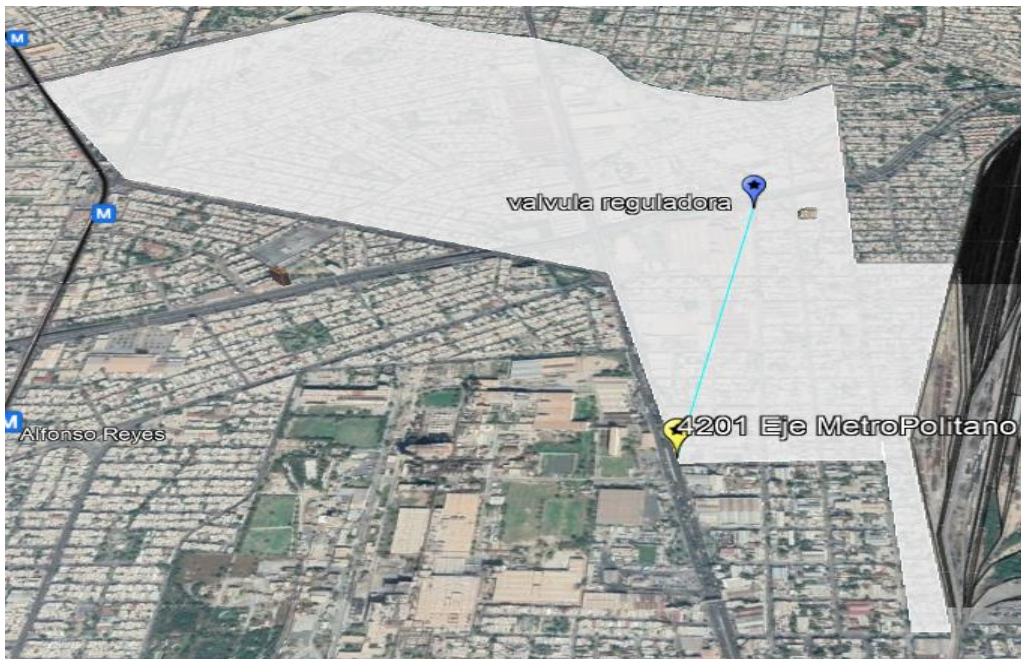 M
valvula reguladora
M
4201 Eje MetroPolitano
M
Alfonso Reyes